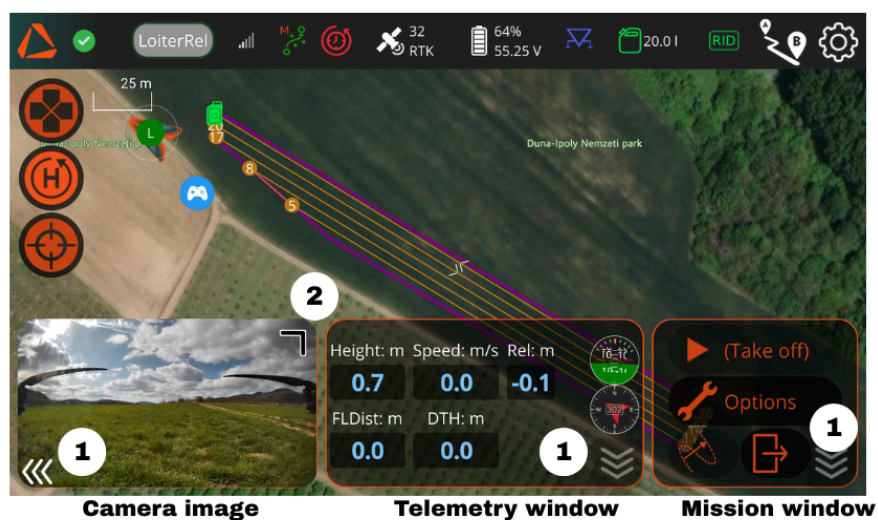 LoiterRel
M
32
RTK
64%
55.25 V
20.0 l
RID
A
B
25 m
L
Duna-Ipoly Nemzeti park
20
17
8
5
H
Duna-Ipoly Nemzeti park
2
Height: m Speed: m/s Rel: m
0.7 0.0 -0.1
FLDist: m DTH: m
0.0 0.0
N
W 302 E
(Take off)
Options
1
1
1
Camera image
Telemetry window
Mission window